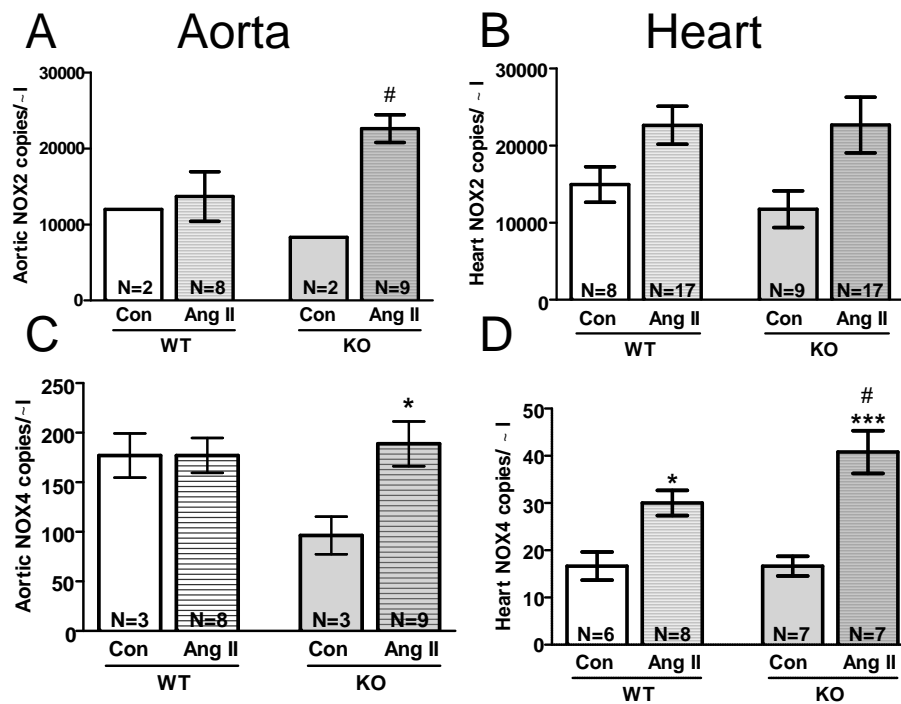 A Aorta
B Heart
Aortic NOX2 copies/~l
30000
20000
10000
0
#
N=2 N=8 N=2 N=9
Con Ang II Con Ang II
WT KO
Heart NOX2 copies/~l
30000
20000
10000
0
N=8 N=17 N=9 N=17
Con Ang II Con Ang II
WT KO
C
Aortic NOX4 copies/~l
250
200
150
100
50
0
*
N=3 N=8 N=3 N=9
Con Ang II Con Ang II
WT KO
D
Heart NOX4 copies/~l
50
40
30
20
10
0
#
* ***
N=6 N=8 N=7 N=7
Con Ang II Con Ang II
WT KO